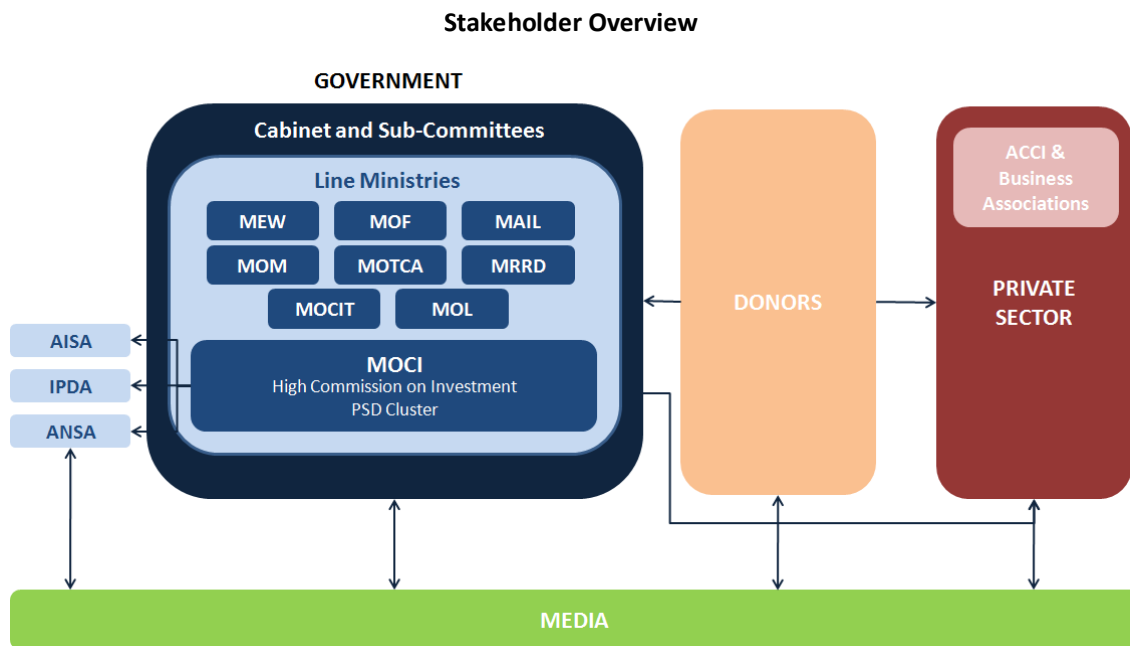 Stakeholder Overview
GOVERNMENT
Cabinet and Sub-Committees
Line Ministries
MEW
MOF
MAIL
MOM
MOTCA
MRRD
MOCIT
MOL
MOCI
High Commission on Investment
PSD Cluster
AISA
IPDA
ANSA
DONORS
ACCI &
Business
Associations
PRIVATE
SECTOR
MEDIA